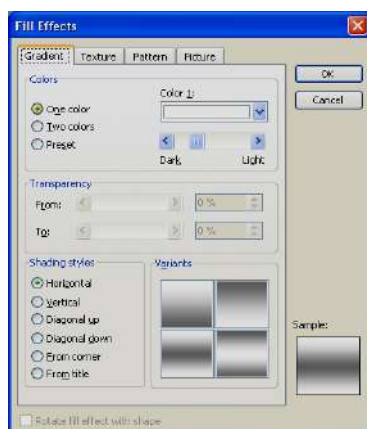 Fill Effects
Gradient Texture Pattern Picture
OK
Cancel
Colors
One color
Two colors
Preset
Color 1:
Dark Light
Transparency
From: 0 %
To: 0 %
Shading styles
Horizontal
Vertical
Diagonal up
Diagonal down
From corner
From title
Variants
Sample:
Rotate fill effect with shape